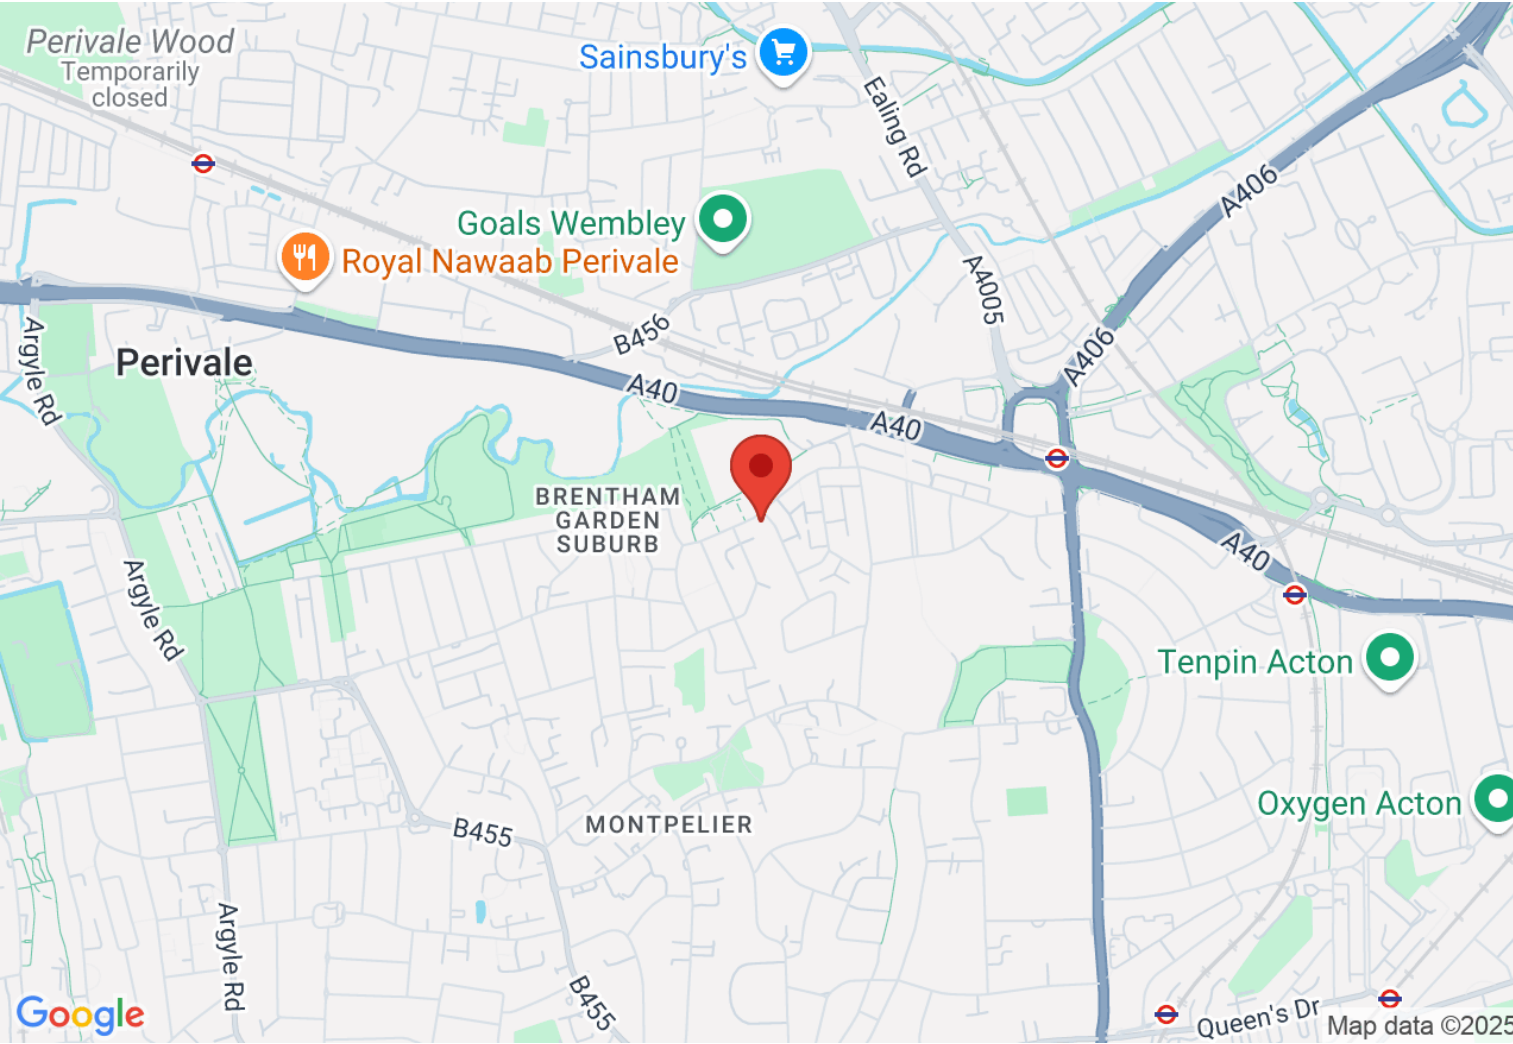 Perivale Wood
Temporarily
closed
Sainsbury's
Ealing Rd
A406
Goals Wembley
Royal Nawaab Perivale
A4005
B456
A406
Argyle Rd
Perivale
A40
A40
BRENTHAM
GARDEN
SUBURB
A40
Argyle Rd
Tenpin Acton
Oxygen Acton
MONTPELIER
B455
Argyle Rd
B455
Queen's Dr
Google
Map data ©2025